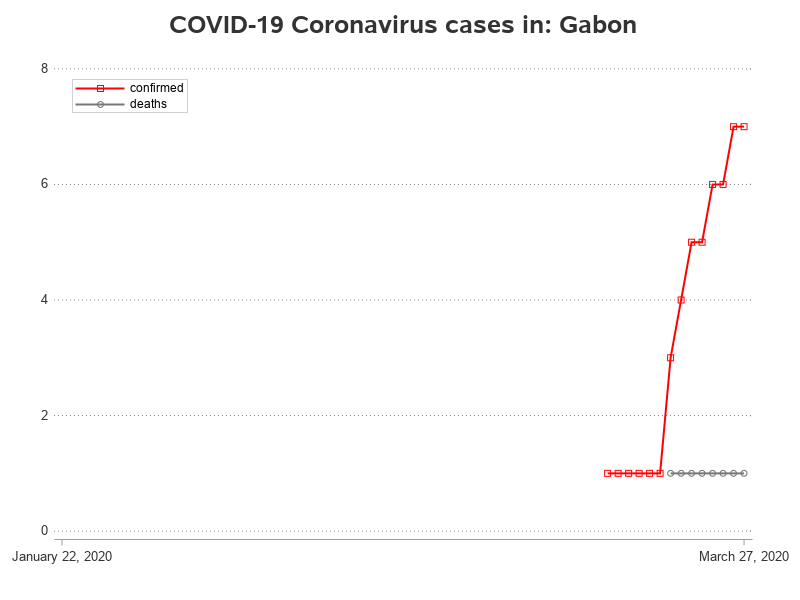 COVID-19 Coronavirus cases in: Gabon
8
confirmed
deaths
6
4
2
0
January 22, 2020
March 27, 2020